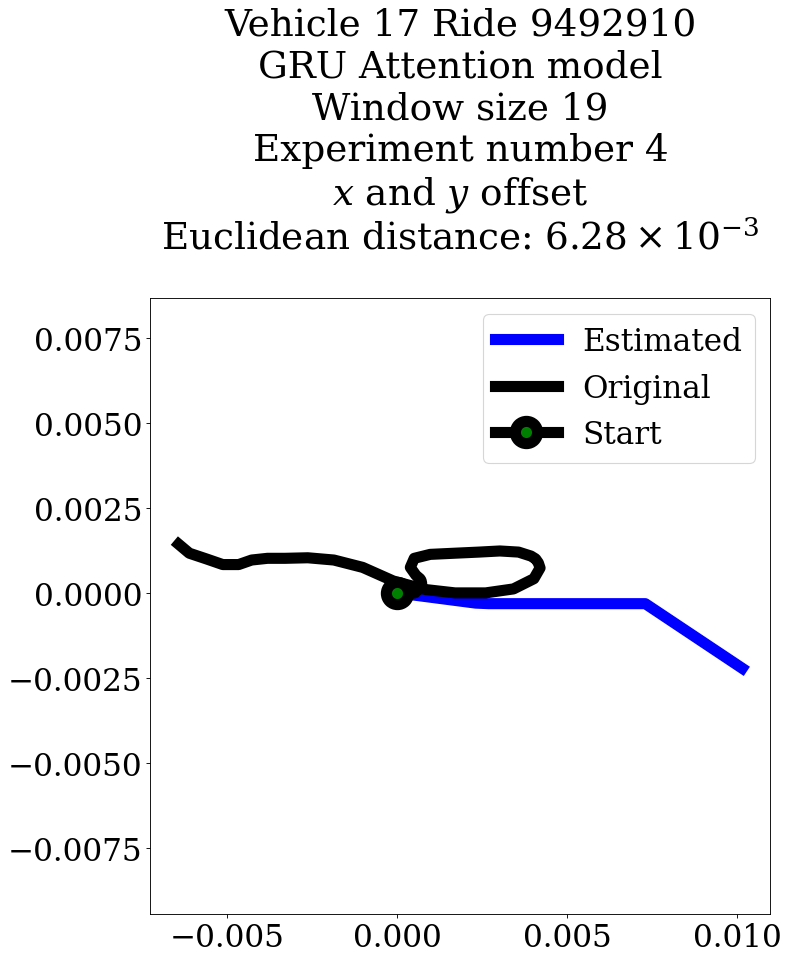 Vehicle 17 Ride 9492910
GRU Attention model
Window size 19
Experiment number 4
x and y offset
Euclidean distance: 6.28 × 10⁻³
Estimated
Original
Start
0.0075
0.0050
0.0025
0.0000
−0.0025
−0.0050
−0.0075
−0.005 0.000 0.005 0.010